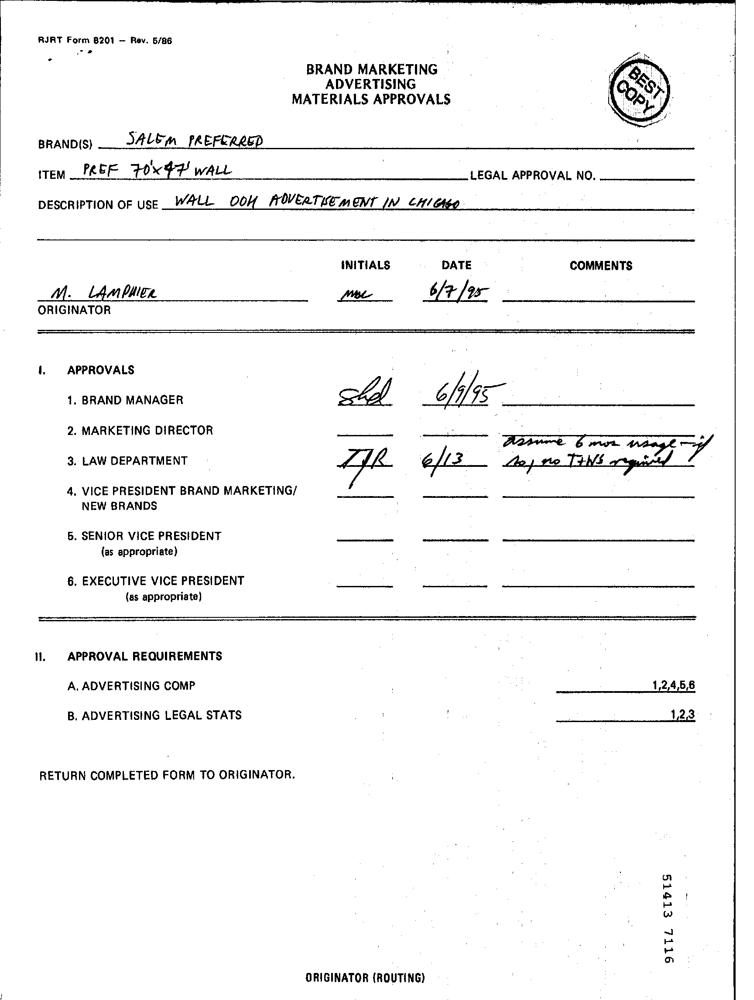 RJRT Form 8201 — Rev. 5/86
BRAND MARKETING
ADVERTISING
MATERIALS APPROVALS
BEST
COPY
BRAND(S) SALEM PREFERRED
ITEM PREF 70'x47' WALL LEGAL APPROVAL NO.
DESCRIPTION OF USE WALL OOH ADVERTISEMENT IN CHICAGO
INITIALS DATE COMMENTS
M. LAMPHIER 6/7/95
ORIGINATOR
I. APPROVALS
1. BRAND MANAGER 6/9/95
2. MARKETING DIRECTOR
assume 6 mos usage - if
3. LAW DEPARTMENT TJR 6/13 so, no T+NS required
4. VICE PRESIDENT BRAND MARKETING/
NEW BRANDS
5. SENIOR VICE PRESIDENT
(as appropriate)
6. EXECUTIVE VICE PRESIDENT
(as appropriate)
II. APPROVAL REQUIREMENTS
A. ADVERTISING COMP 1,2,4,5,6
B. ADVERTISING LEGAL STATS 1,2,3
RETURN COMPLETED FORM TO ORIGINATOR.
51413 7116
ORIGINATOR (ROUTING)